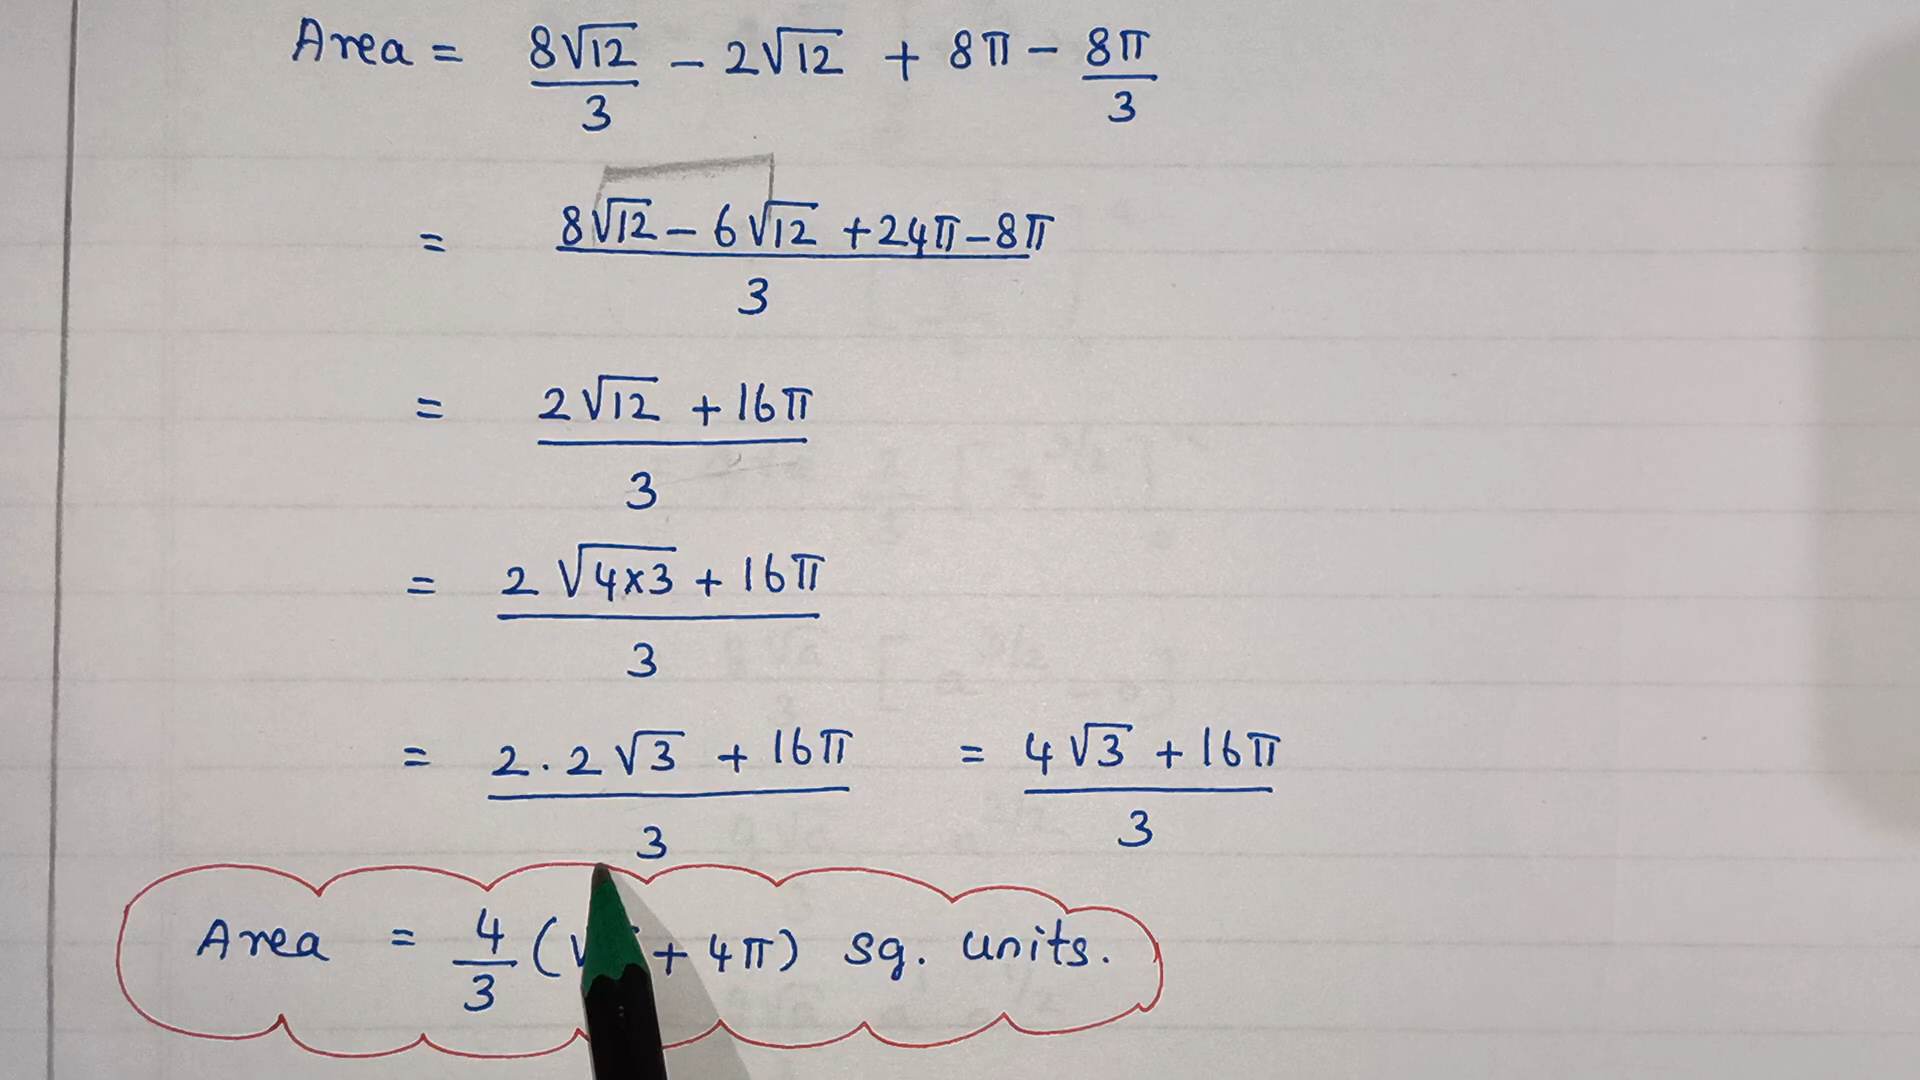 Area = 8√12/3 - 2√12 + 8π - 8π/3
= (8√12 - 6√12 + 24π - 8π)/3
= (2√12 + 16π)/3
= (2√4×3 + 16π)/3
= (2.2√3 + 16π)/3 = (4√3 + 16π)/3
Area = 4/3 (√ + 4π) sq. units.